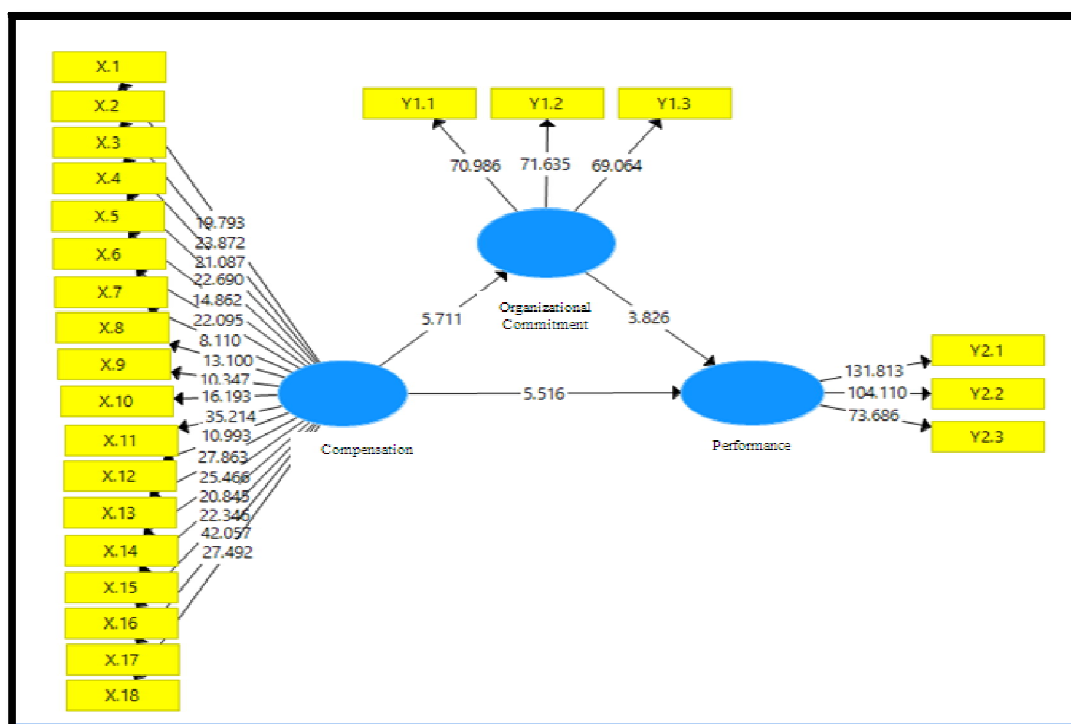 X.1
X.2
X.3
X.4
X.5
X.6
X.7
X.8
X.9
X.10
X.11
X.12
X.13
X.14
X.15
X.16
X.17
X.18
19.793
23.872
21.087
22.690
14.862
22.095
8.110
13.100
10.347
16.193
35.214
10.993
27.863
25.466
20.845
22.346
42.057
27.492
Compensation
Y1.1
Y1.2
Y1.3
70.986
71.635
69.064
Organizational
Commitment
5.711
3.826
5.516
Performance
131.813
104.110
73.686
Y2.1
Y2.2
Y2.3